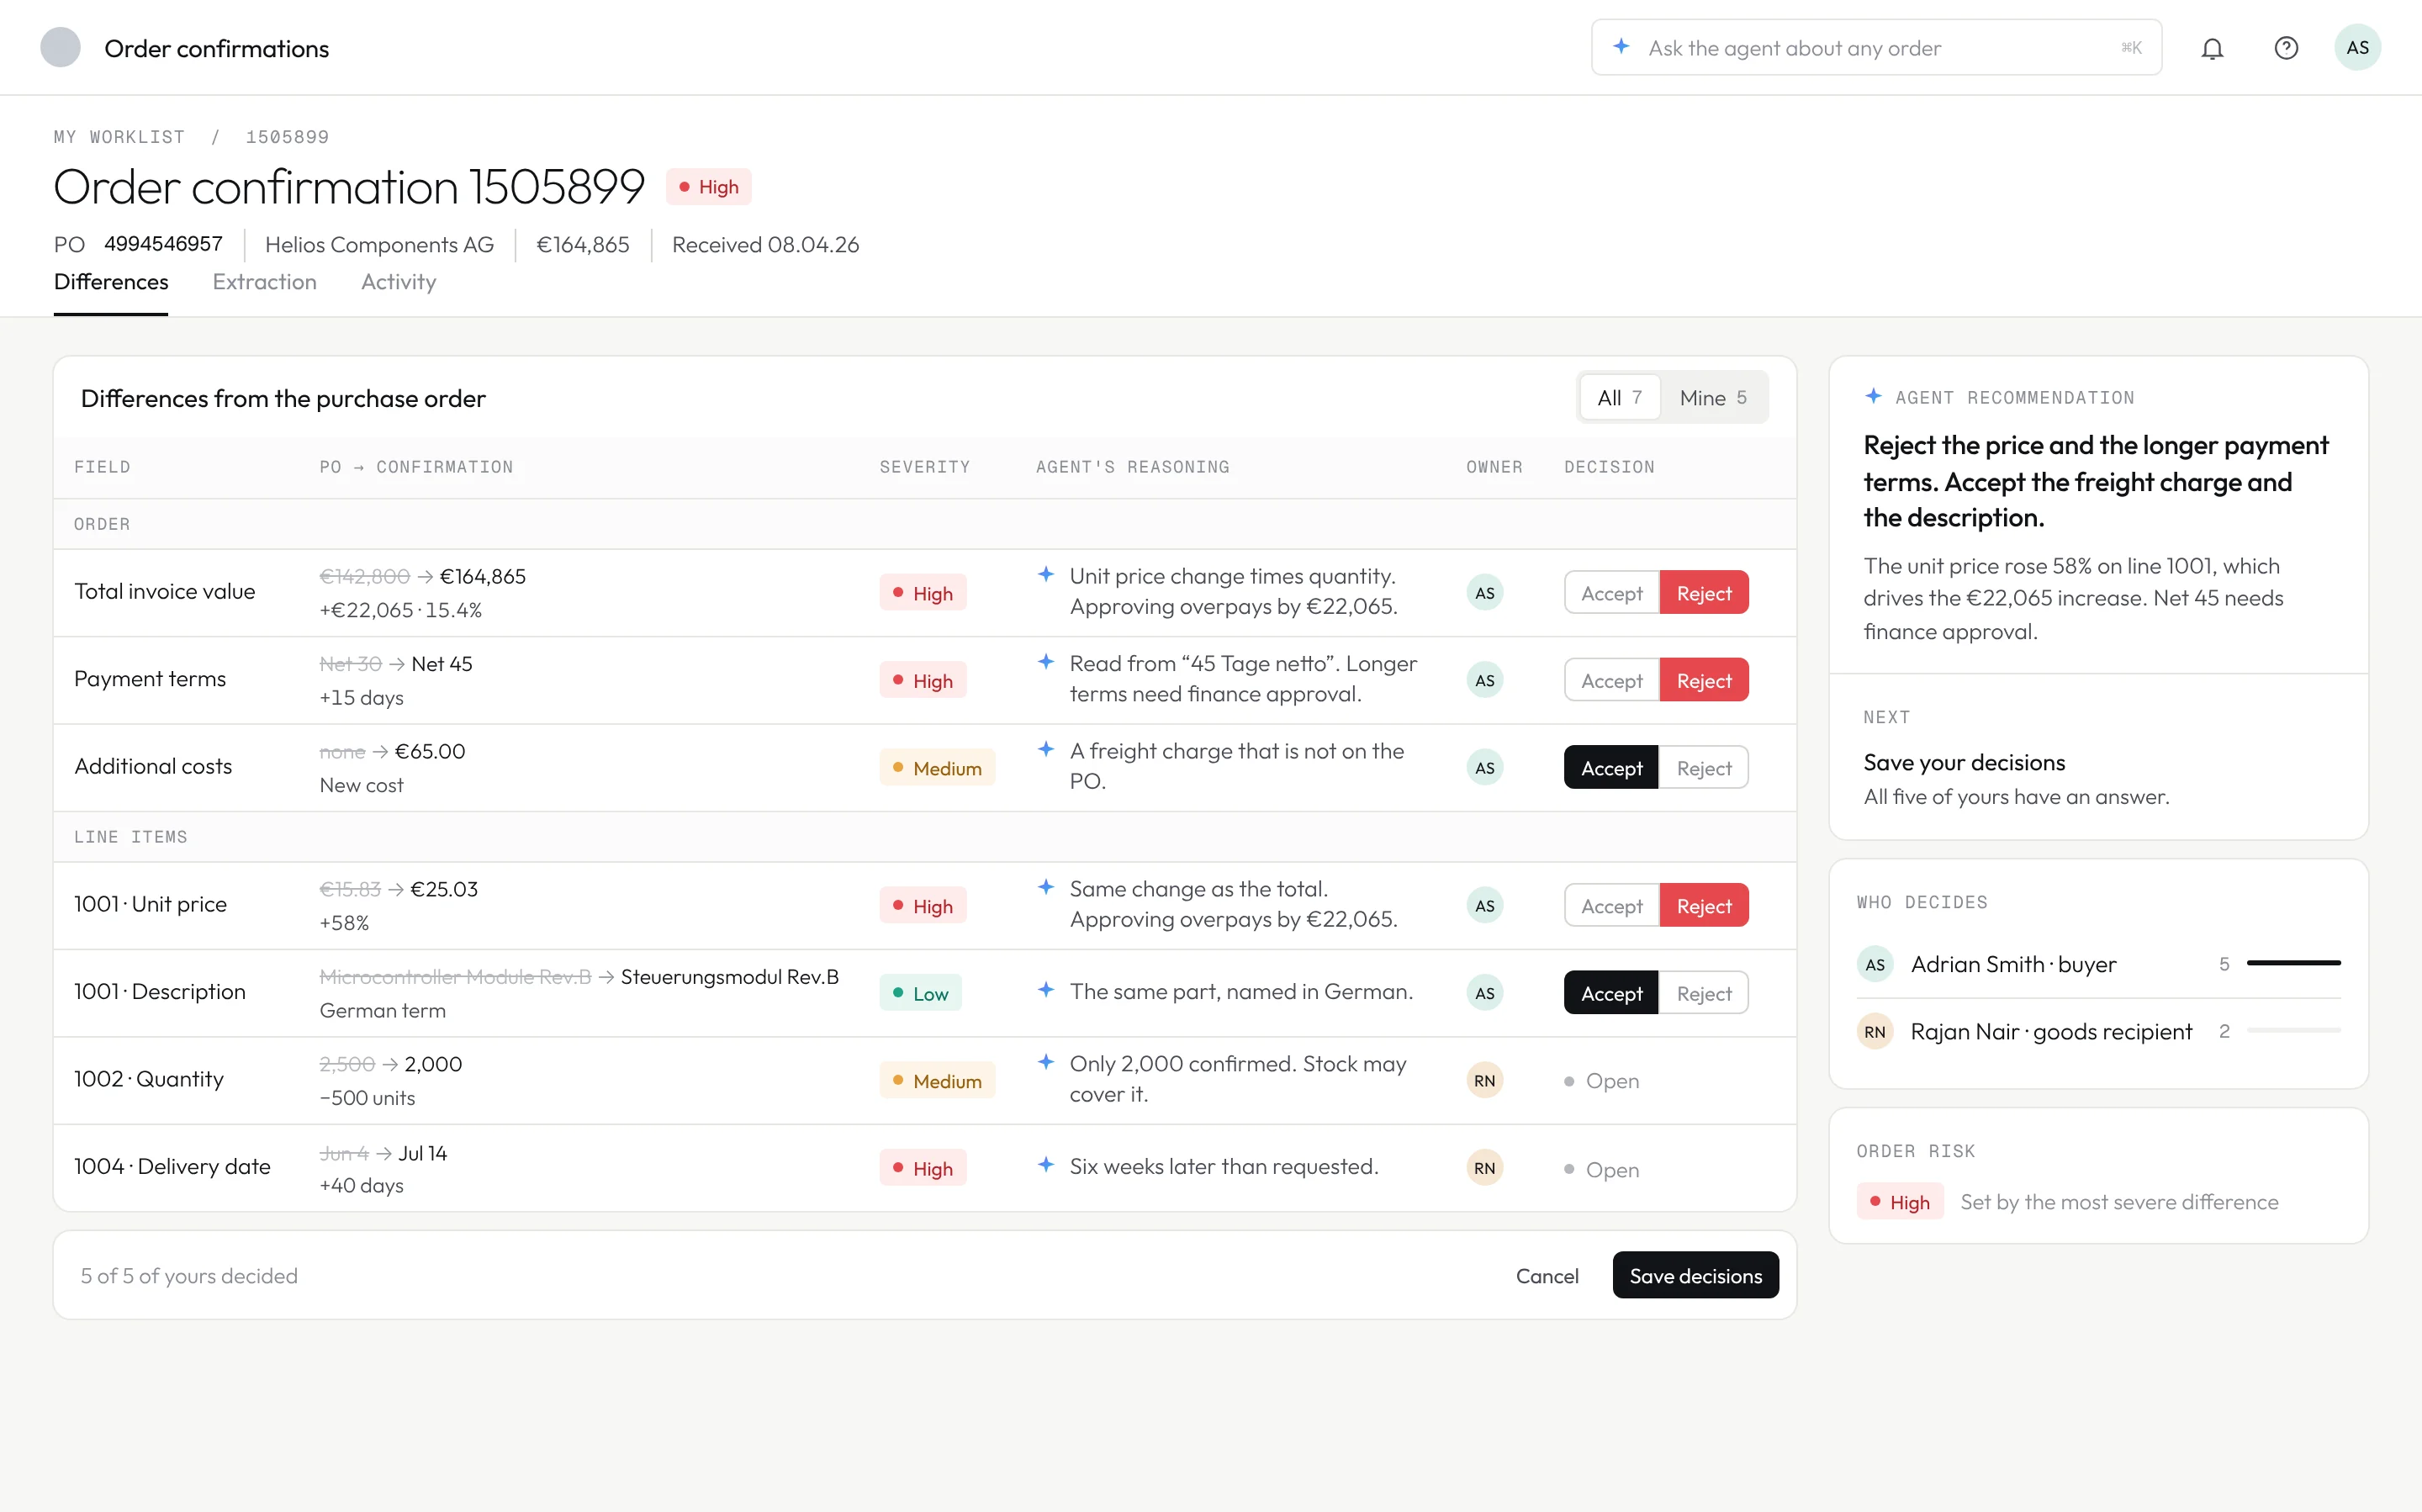 Order confirmations
Ask the agent about any order ⌘K
AS
MY WORKLIST / 1505899
Order confirmation 1505899 High
PO 4994546957 Helios Components AG €164,865 Received 08.04.26
Differences Extraction Activity
Differences from the purchase order All 7 Mine 5
FIELD PO → CONFIRMATION SEVERITY AGENT'S REASONING OWNER DECISION
ORDER
Total invoice value €142,800 → €164,865
+€22,065 · 15.4%
High
Unit price change times quantity.
Approving overpays by €22,065.
AS Accept Reject
Payment terms Net 30 → Net 45
+15 days
High
Read from “45 Tage netto”. Longer
terms need finance approval.
AS Accept Reject
Additional costs none → €65.00
New cost
Medium
A freight charge that is not on the
PO.
AS Accept Reject
LINE ITEMS
1001 · Unit price €15.83 → €25.03
+58%
High
Same change as the total.
Approving overpays by €22,065.
AS Accept Reject
1001 · Description Microcontroller Module Rev.B → Steuerungsmodul Rev.B
German term
Low
The same part, named in German.
AS Accept Reject
1002 · Quantity 2,500 → 2,000
−500 units
Medium
Only 2,000 confirmed. Stock may
cover it.
RN Open
1004 · Delivery date Jun 4 → Jul 14
+40 days
High
Six weeks later than requested.
RN Open
5 of 5 of yours decided Cancel Save decisions
AGENT RECOMMENDATION
Reject the price and the longer payment
terms. Accept the freight charge and
the description.
The unit price rose 58% on line 1001, which
drives the €22,065 increase. Net 45 needs
finance approval.
NEXT
Save your decisions
All five of yours have an answer.
WHO DECIDES
AS Adrian Smith · buyer 5
RN Rajan Nair · goods recipient 2
ORDER RISK
High Set by the most severe difference